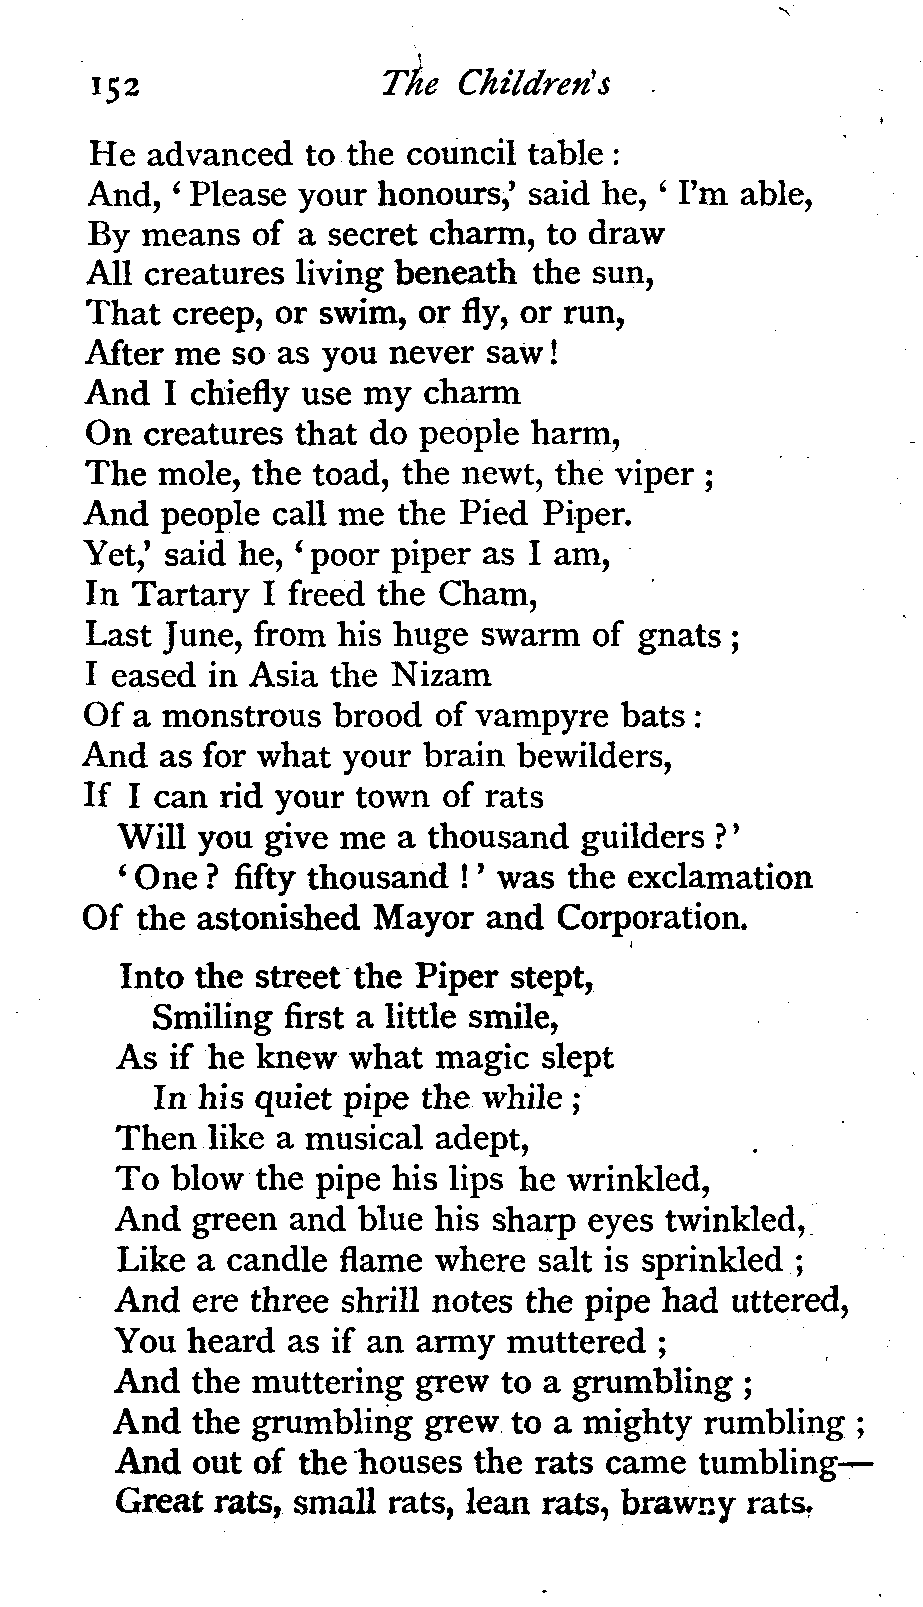 152 The Children's
He advanced to the council table :
And, ‘ Please your honours,’ said he, ‘ I’m able,
By means of a secret charm, to draw
All creatures living beneath the sun,
That creep, or swim, or fly, or run,
After me so as you never saw !
And I chiefly use my charm
On creatures that do people harm,
The mole, the toad, the newt, the viper ;
And people call me the Pied Piper.
Yet,’ said he, ‘ poor piper as I am,
In Tartary I freed the Cham,
Last June, from his huge swarm of gnats ;
I eased in Asia the Nizam
Of a monstrous brood of vampyre bats :
And as for what your brain bewilders,
If I can rid your town of rats
Will you give me a thousand guilders ?’
‘ One ? fifty thousand ! ’ was the exclamation
Of the astonished Mayor and Corporation.
Into the street the Piper stept,
Smiling first a little smile,
As if he knew what magic slept
In his quiet pipe the while ;
Then like a musical adept,
To blow the pipe his lips he wrinkled,
And green and blue his sharp eyes twinkled,
Like a candle flame where salt is sprinkled ;
And ere three shrill notes the pipe had uttered,
You heard as if an army muttered ;
And the muttering grew to a grumbling ;
And the grumbling grew to a mighty rumbling ;
And out of the houses the rats came tumbling—
Great rats, small rats, lean rats, brawny rats,